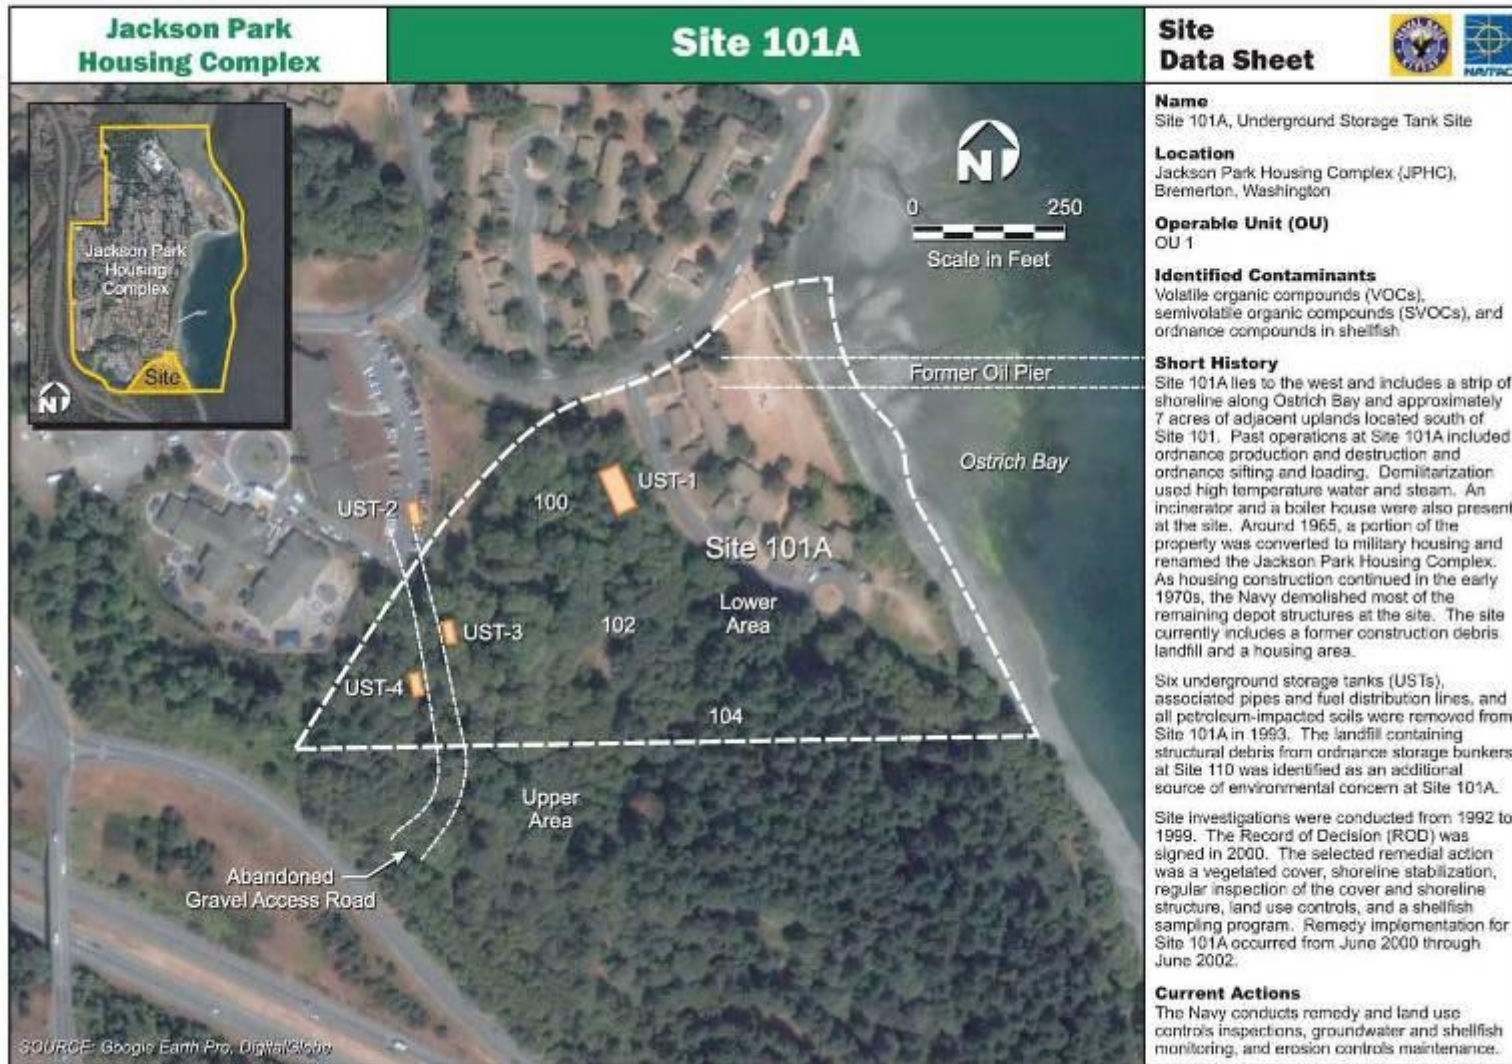 Jackson Park
Housing Complex
Site 101A
Site
Data Sheet
NAVAL BASE
KITSAP
NAVFAC
Jackson Park
Housing
Complex
Site
N
N
0 250
Scale in Feet
Former Oil Pier
Ostrich Bay
UST-1
UST-2
100
Site 101A
Lower
Area
102
UST-3
UST-4
104
Upper
Area
Abandoned
Gravel Access Road
SOURCE: Google Earth Pro, DigitalGlobe
Name
Site 101A, Underground Storage Tank Site
Location
Jackson Park Housing Complex (JPHC),
Bremerton, Washington
Operable Unit (OU)
OU 1
Identified Contaminants
Volatile organic compounds (VOCs),
semivolatile organic compounds (SVOCs), and
ordnance compounds in shellfish
Short History
Site 101A lies to the west and includes a strip of
shoreline along Ostrich Bay and approximately
7 acres of adjacent uplands located south of
Site 101. Past operations at Site 101A included
ordnance production and destruction and
ordnance sifting and loading. Demilitarization
used high temperature water and steam. An
incinerator and a boiler house were also present
at the site. Around 1965, a portion of the
property was converted to military housing and
renamed the Jackson Park Housing Complex.
As housing construction continued in the early
1970s, the Navy demolished most of the
remaining depot structures at the site. The site
currently includes a former construction debris
landfill and a housing area.
Six underground storage tanks (USTs),
associated pipes and fuel distribution lines, and
all petroleum-impacted soils were removed from
Site 101A in 1993. The landfill containing
structural debris from ordnance storage bunkers
at Site 110 was identified as an additional
source of environmental concern at Site 101A.
Site investigations were conducted from 1992 to
1999. The Record of Decision (ROD) was
signed in 2000. The selected remedial action
was a vegetated cover, shoreline stabilization,
regular inspection of the cover and shoreline
structure, land use controls, and a shellfish
sampling program. Remedy implementation for
Site 101A occurred from June 2000 through
June 2002.
Current Actions
The Navy conducts remedy and land use
controls inspections, groundwater and shellfish
monitoring, and erosion controls maintenance.